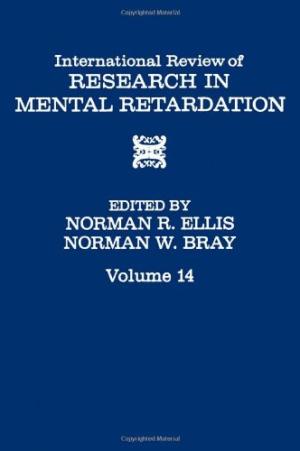 International Review of
RESEARCH IN
MENTAL RETARDATION
EDITED BY
NORMAN R. ELLIS
NORMAN W. BRAY
Volume 14